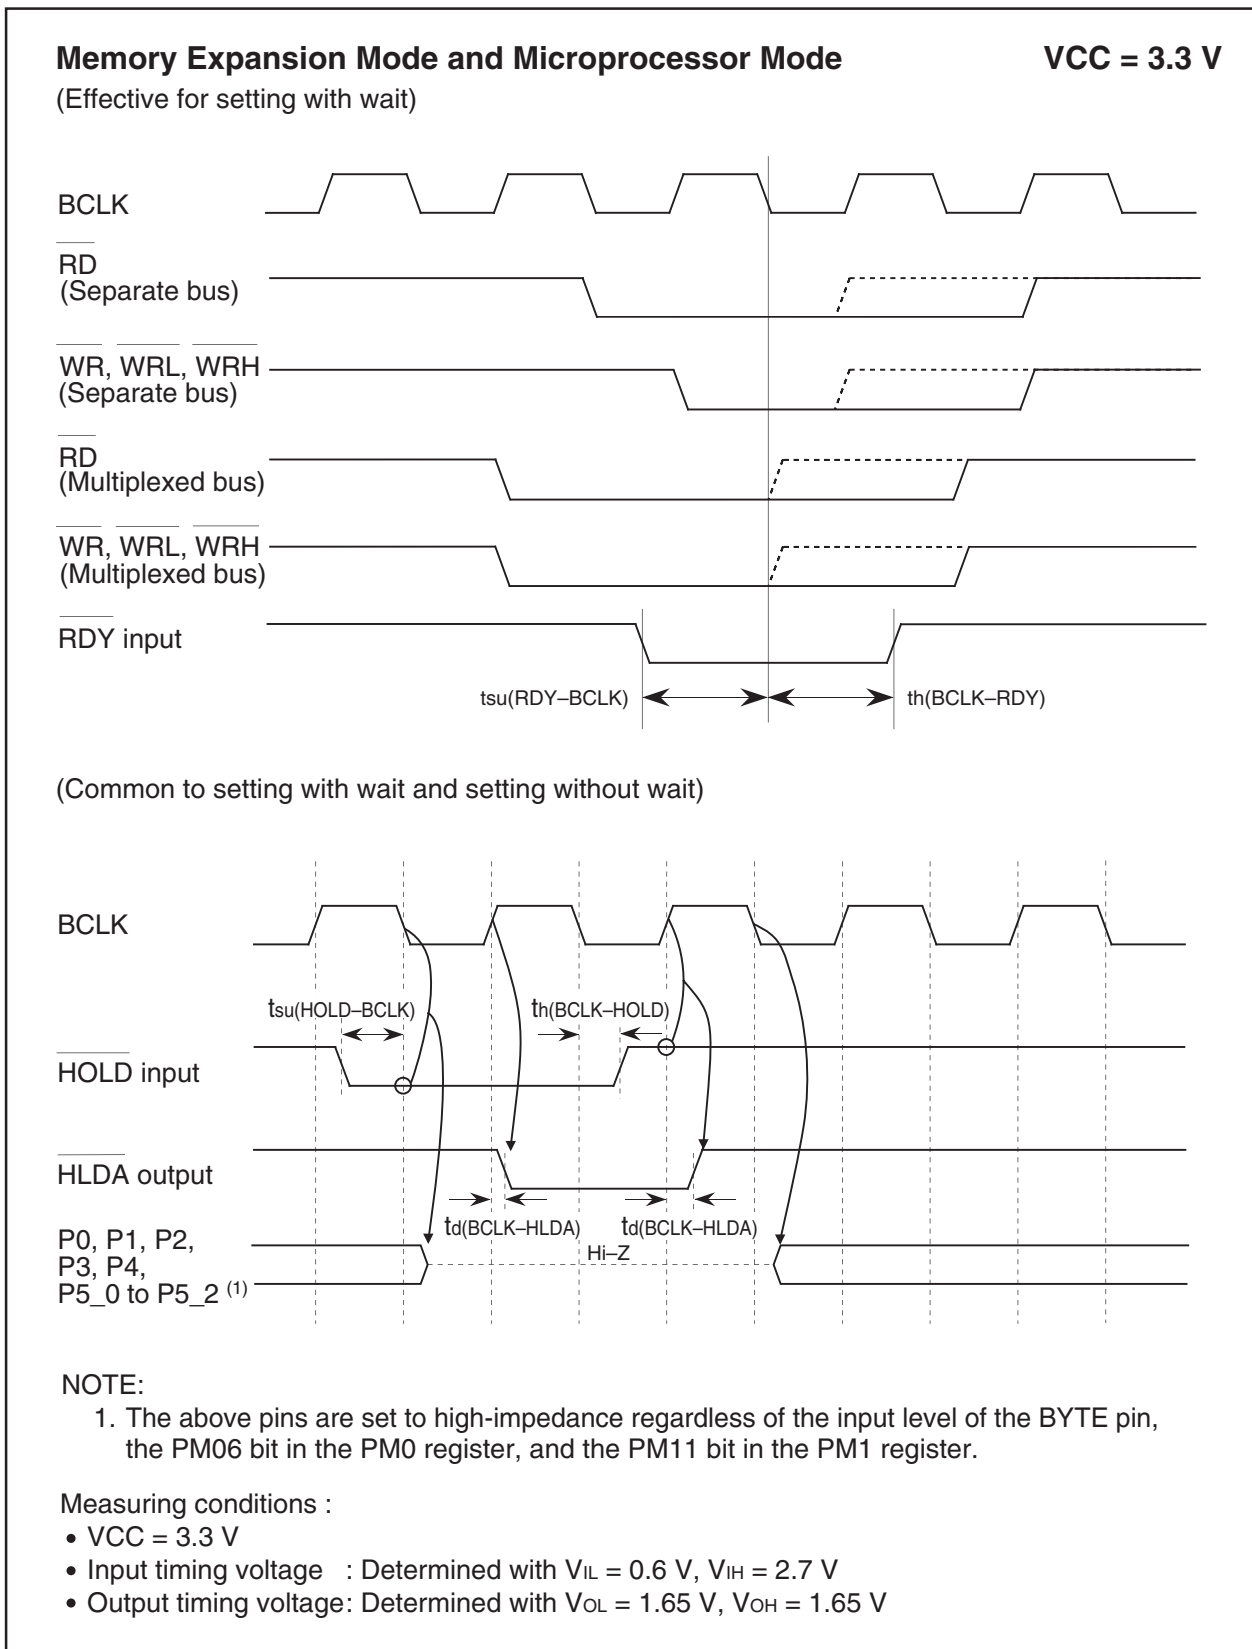 Memory Expansion Mode and Microprocessor Mode VCC = 3.3 V
(Effective for setting with wait)
BCLK
RD
(Separate bus)
WR, WRL, WRH
(Separate bus)
RD
(Multiplexed bus)
WR, WRL, WRH
(Multiplexed bus)
RDY input
tsu(RDY–BCLK) th(BCLK–RDY)
(Common to setting with wait and setting without wait)
BCLK
tsu(HOLD–BCLK) th(BCLK–HOLD)
HOLD input
HLDA output
td(BCLK–HLDA) td(BCLK–HLDA)
P0, P1, P2,
Hi–Z
P3, P4,
P5_0 to P5_2 (1)
NOTE:
1. The above pins are set to high-impedance regardless of the input level of the BYTE pin,
the PM06 bit in the PM0 register, and the PM11 bit in the PM1 register.
Measuring conditions :
• VCC = 3.3 V
• Input timing voltage : Determined with VIL = 0.6 V, VIH = 2.7 V
• Output timing voltage: Determined with VOL = 1.65 V, VOH = 1.65 V